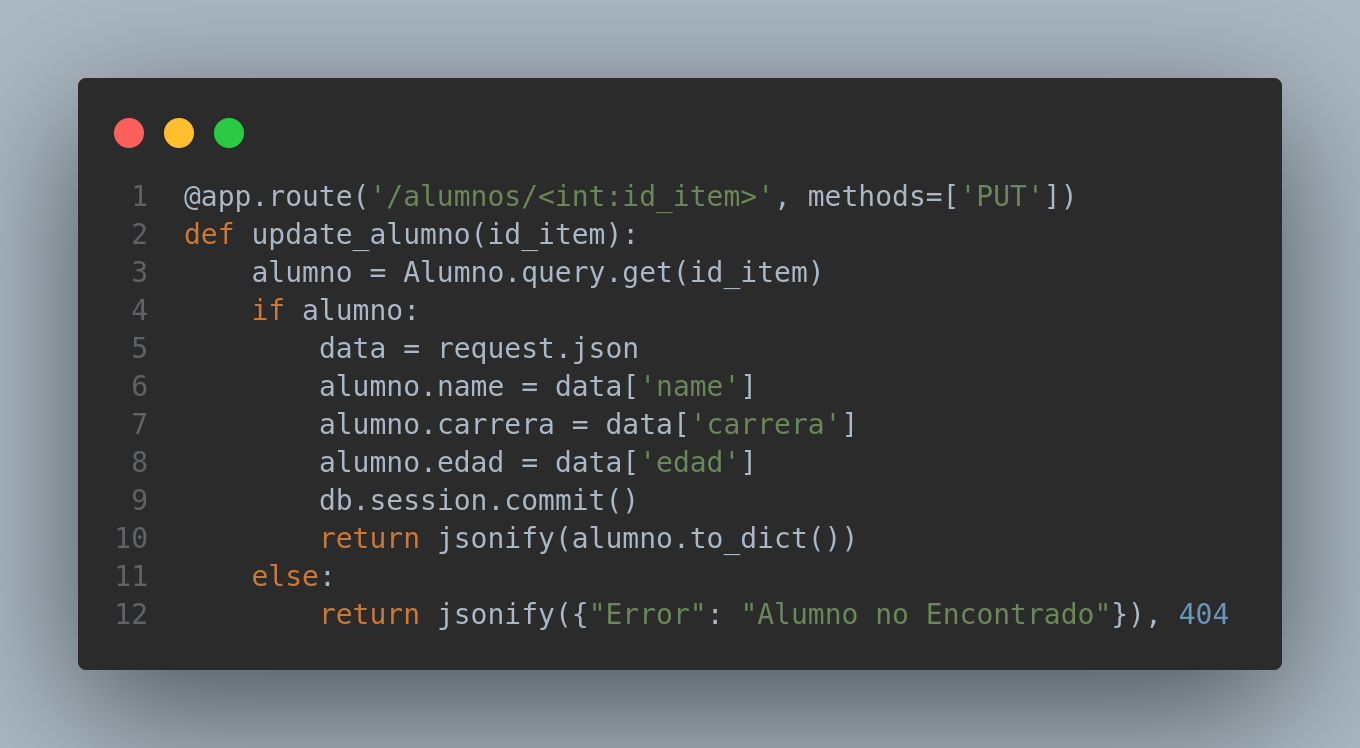 1 @app.route('/alumnos/<int:id_item>', methods=['PUT'])
2 def update_alumno(id_item):
3     alumno = Alumno.query.get(id_item)
4     if alumno:
5         data = request.json
6         alumno.name = data['name']
7         alumno.carrera = data['carrera']
8         alumno.edad = data['edad']
9         db.session.commit()
10         return jsonify(alumno.to_dict())
11     else:
12         return jsonify({"Error": "Alumno no Encontrado"}), 404